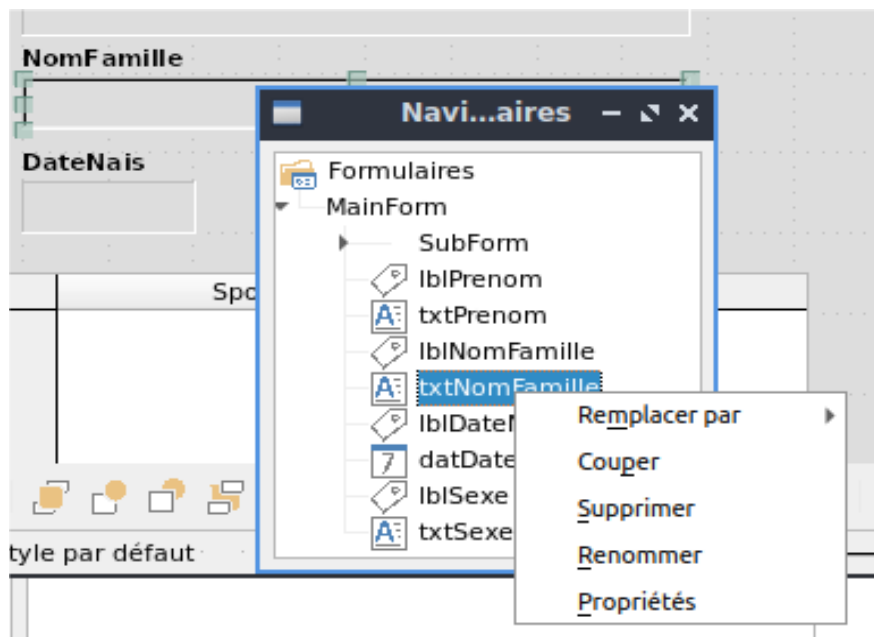 NomFamille
Navi...aires
DateNais
Formulaires
MainForm
SubForm
Spo
lblPrenom
txtPrenom
lblNomFamille
txtNomFamille
Remplacer par
lblDate
Couper
datDate
Supprimer
lblSexe
txtSexe
tyle par défaut
Renommer
Propriétés